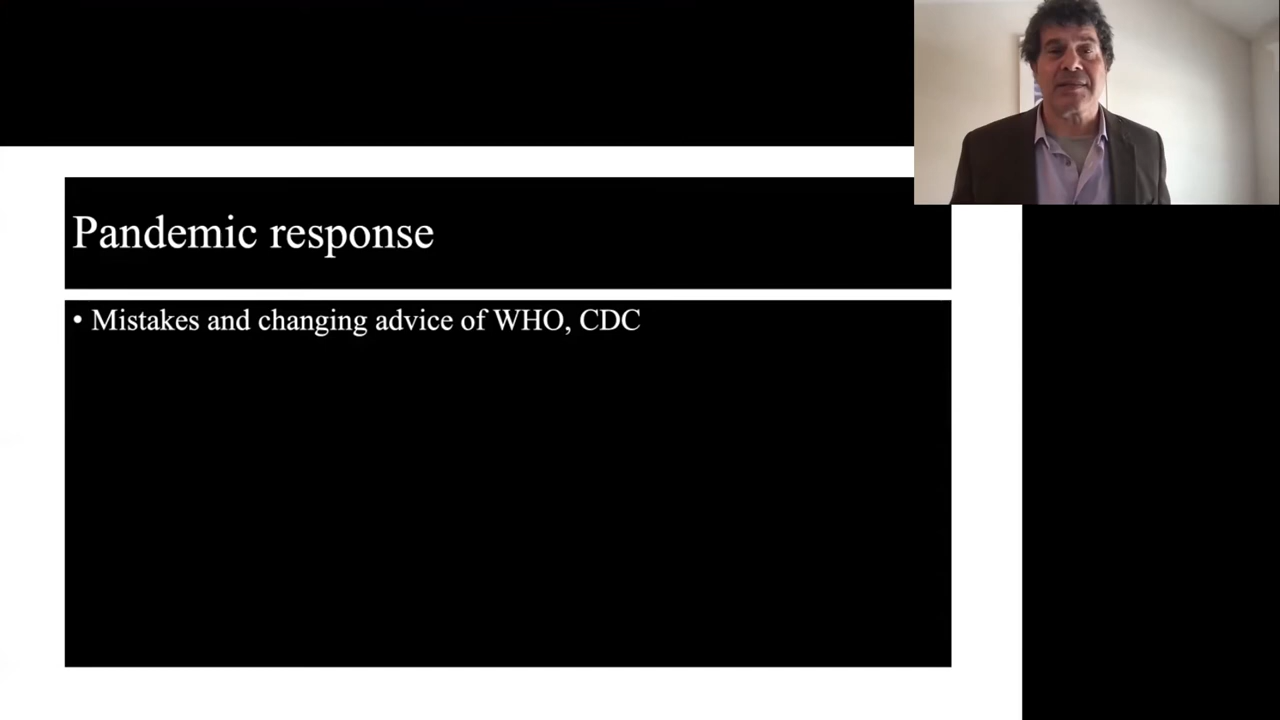 Pandemic response
• Mistakes and changing advice of WHO, CDC